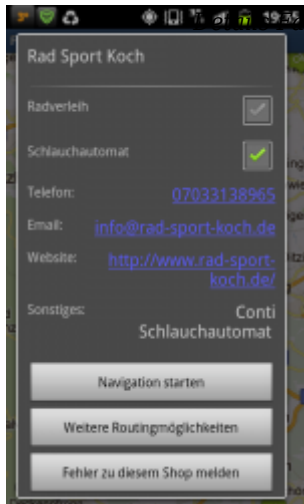 19:35
Rad Sport Koch
Radverleih
Schlauchautomat
Telefon: 07033138965
Email: info@rad-sport-koch.de
Website: http://www.rad-sport-
koch.de/
Sonstiges: Conti
Schlauchautomat
Navigation starten
Weitere Routingmöglichkeiten
Fehler zu diesem Shop melden